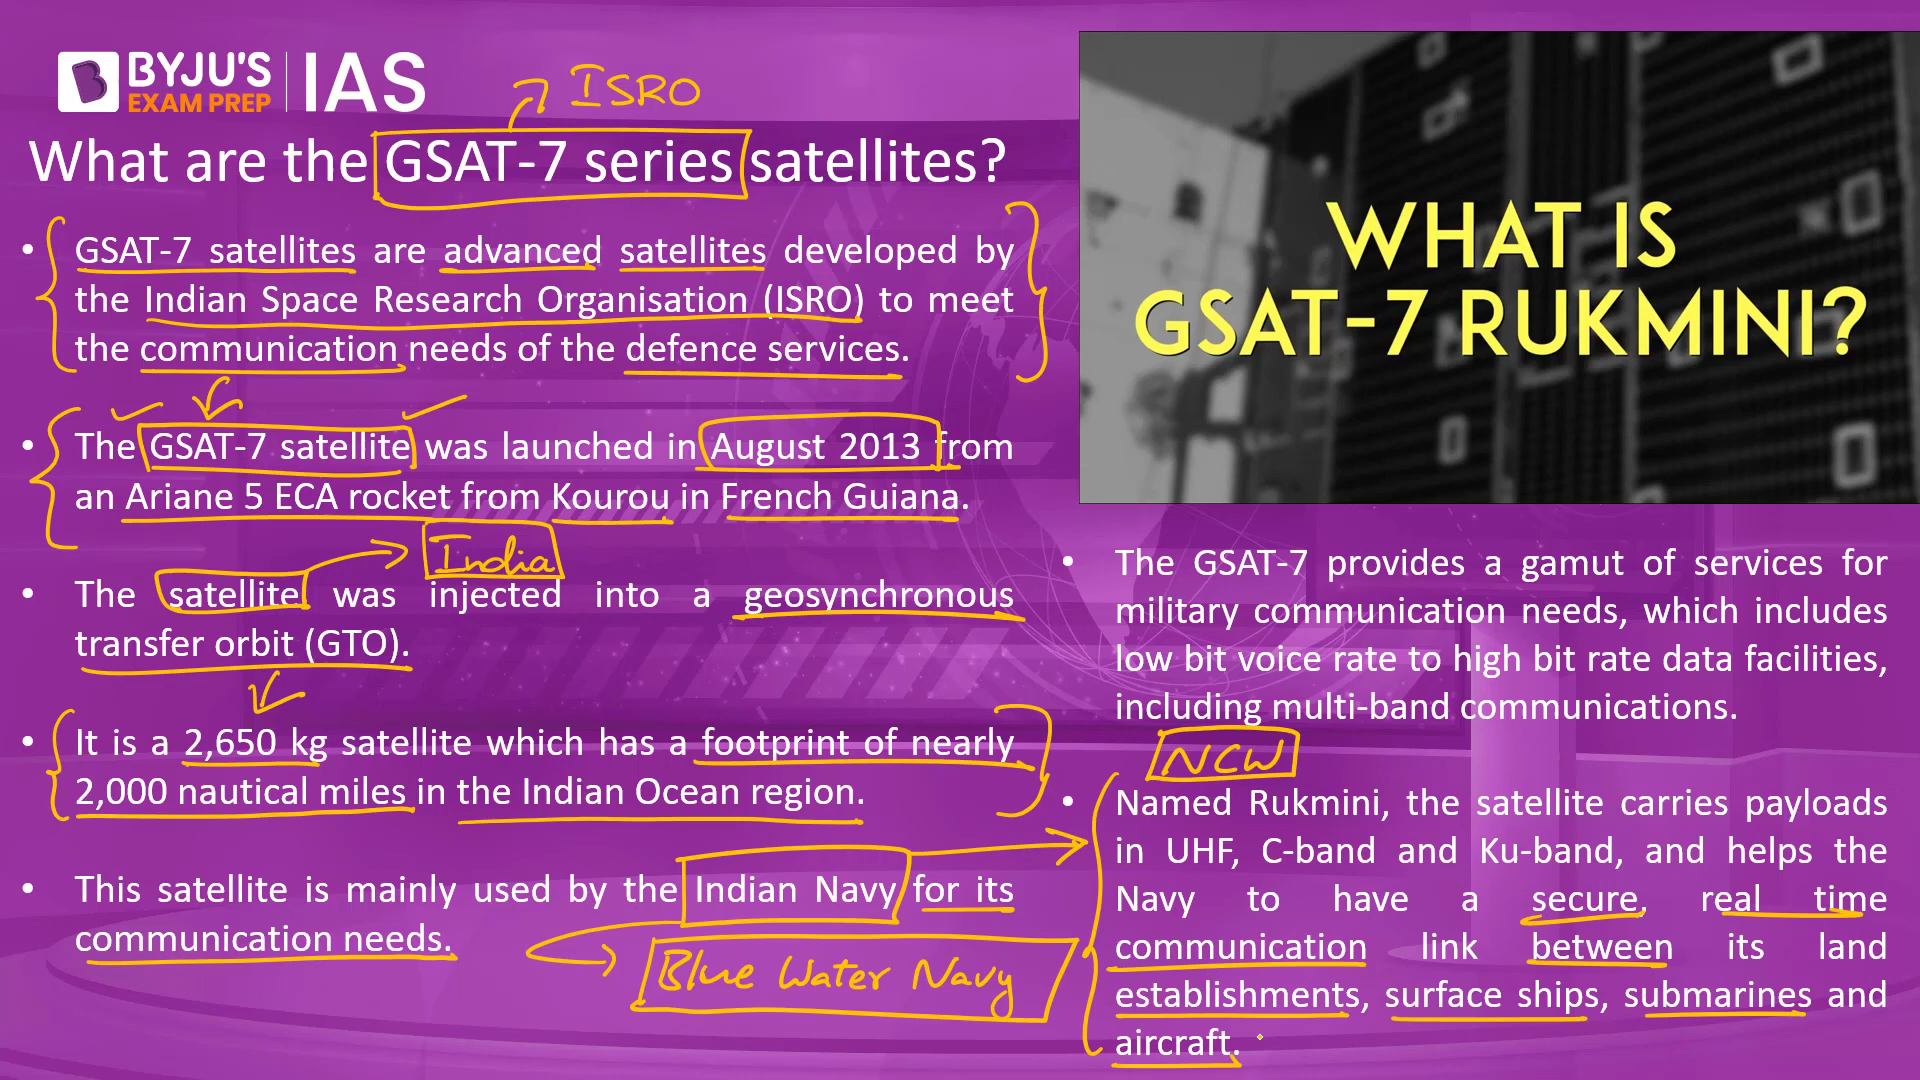 BYJU'S
EXAM PREP
IAS
ISRO
What are the GSAT-7 series satellites?
• GSAT-7 satellites are advanced satellites developed by
the Indian Space Research Organisation (ISRO) to meet
the communication needs of the defence services.
• The GSAT-7 satellite was launched in August 2013 from
an Ariane 5 ECA rocket from Kourou in French Guiana.
India
• The satellite was injected into a geosynchronous
transfer orbit (GTO).
• It is a 2,650 kg satellite which has a footprint of nearly
2,000 nautical miles in the Indian Ocean region.
• This satellite is mainly used by the Indian Navy for its
communication needs.
Blue Water Navy
WHAT IS
GSAT-7 RUKMINI?
• The GSAT-7 provides a gamut of services for
military communication needs, which includes
low bit voice rate to high bit rate data facilities,
including multi-band communications.
NCW
• Named Rukmini, the satellite carries payloads
in UHF, C-band and Ku-band, and helps the
Navy to have a secure, real time
communication link between its land
establishments, surface ships, submarines and
aircraft.